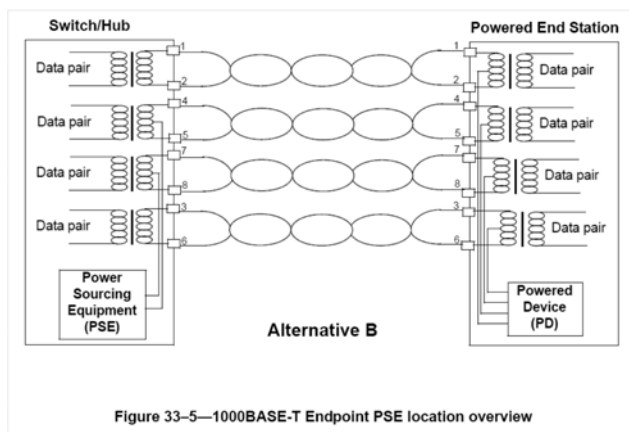 Switch/Hub
Powered End Station
1
1
Data pair
Data pair
2
2
4
4
Data pair
Data pair
5
5
7
7
Data pair
Data pair
8
8
3
3
Data pair
Data pair
6
6
Power
Sourcing
Equipment
(PSE)
Powered
Device
(PD)
Alternative B
Figure 33–5—1000BASE-T Endpoint PSE location overview